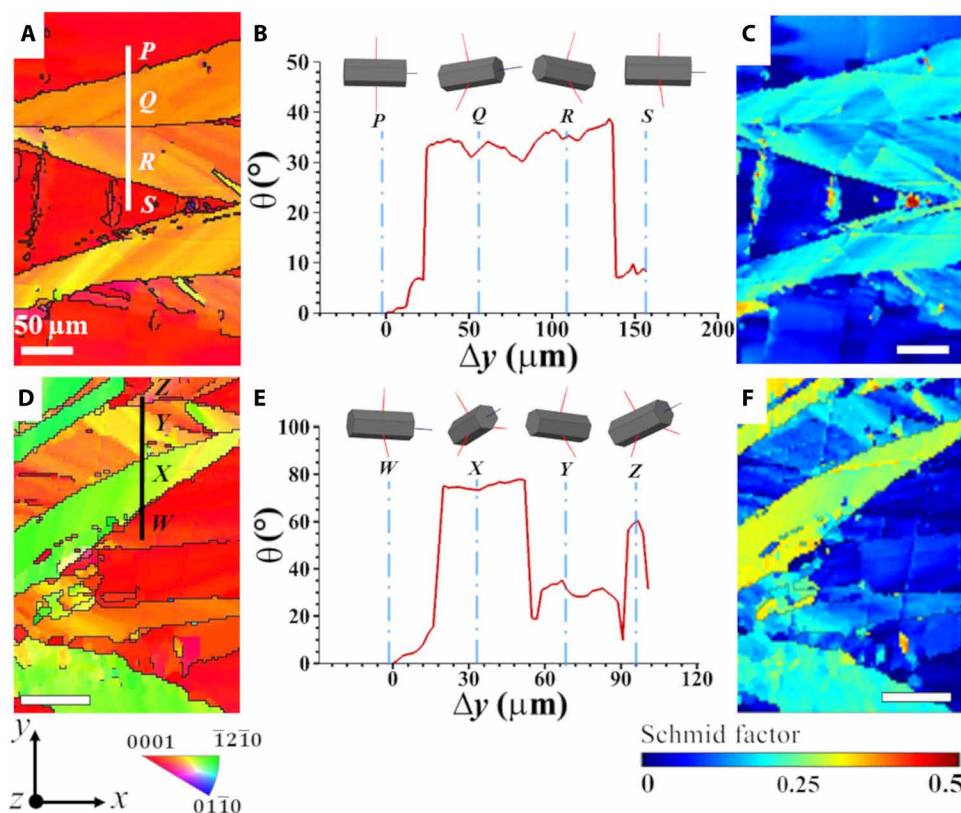 A
P
Q
R
S
50 µm
B
50
40
30
20
10
0
θ (°)
P
Q
R
S
0
50
100
150
200
Δy (µm)
C
D
Z
Y
X
W
E
100
80
60
40
20
0
θ (°)
W
X
Y
Z
0
30
60
90
120
Δy (µm)
F
y
z
x
0001
1̅21̅0
011̅0
Schmid factor
0
0.25
0.5